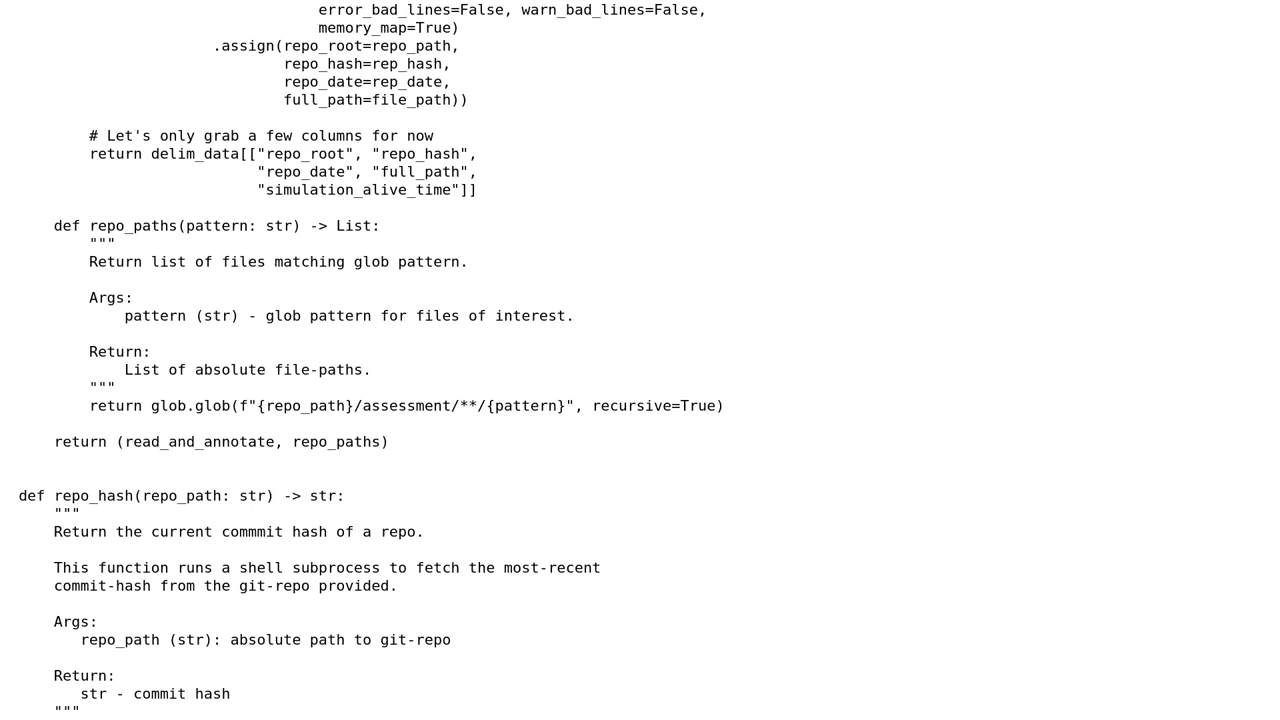 error_bad_lines=False, warn_bad_lines=False,
                                  memory_map=True)
                      .assign(repo_root=repo_path,
                              repo_hash=rep_hash,
                              repo_date=rep_date,
                              full_path=file_path))

        # Let's only grab a few columns for now
        return delim_data[["repo_root", "repo_hash",
                           "repo_date", "full_path",
                           "simulation_alive_time"]]

    def repo_paths(pattern: str) -> List:
        """
        Return list of files matching glob pattern.

        Args:
            pattern (str) - glob pattern for files of interest.

        Return:
            List of absolute file-paths.
        """
        return glob.glob(f"{repo_path}/assessment/**/{pattern}", recursive=True)

    return (read_and_annotate, repo_paths)


def repo_hash(repo_path: str) -> str:
    """
    Return the current commmit hash of a repo.

    This function runs a shell subprocess to fetch the most-recent
    commit-hash from the git-repo provided.

    Args:
       repo_path (str): absolute path to git-repo

    Return:
       str - commit hash
    """